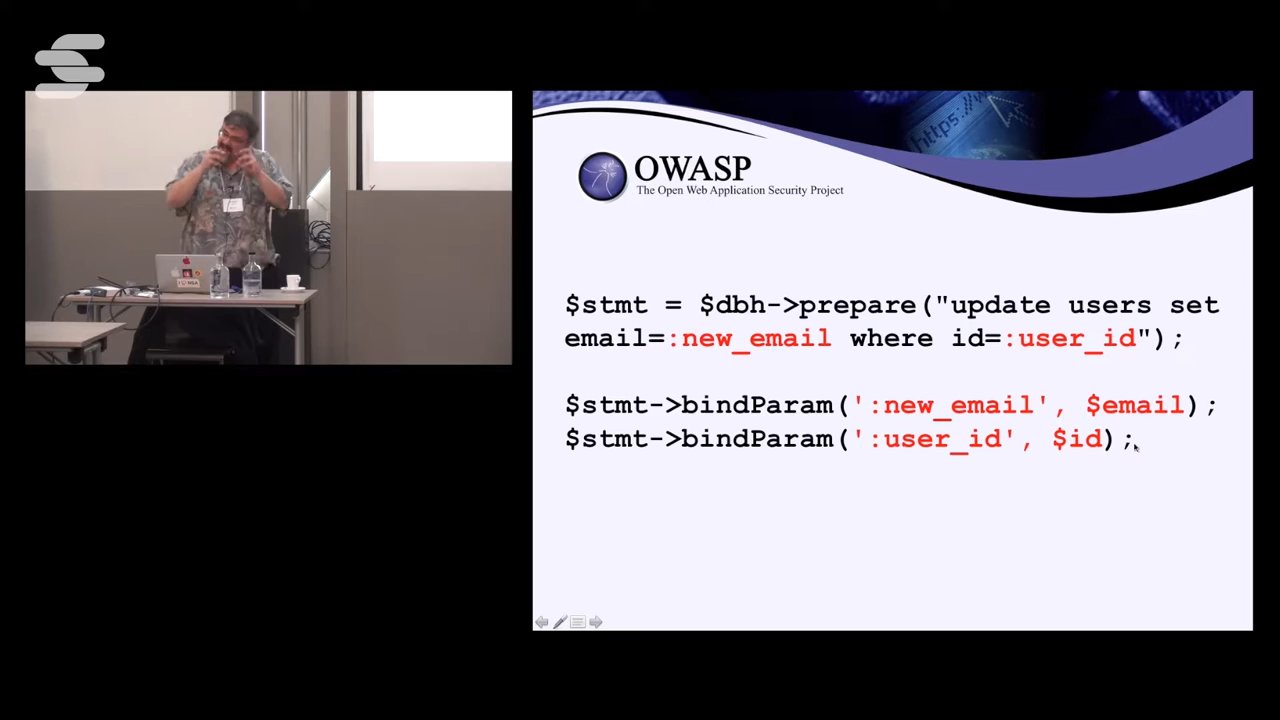 https://
OWASP
The Open Web Application Security Project
$stmt = $dbh->prepare("update users set
email=:new_email where id=:user_id");
$stmt->bindParam(':new_email', $email);
$stmt->bindParam(':user_id', $id);